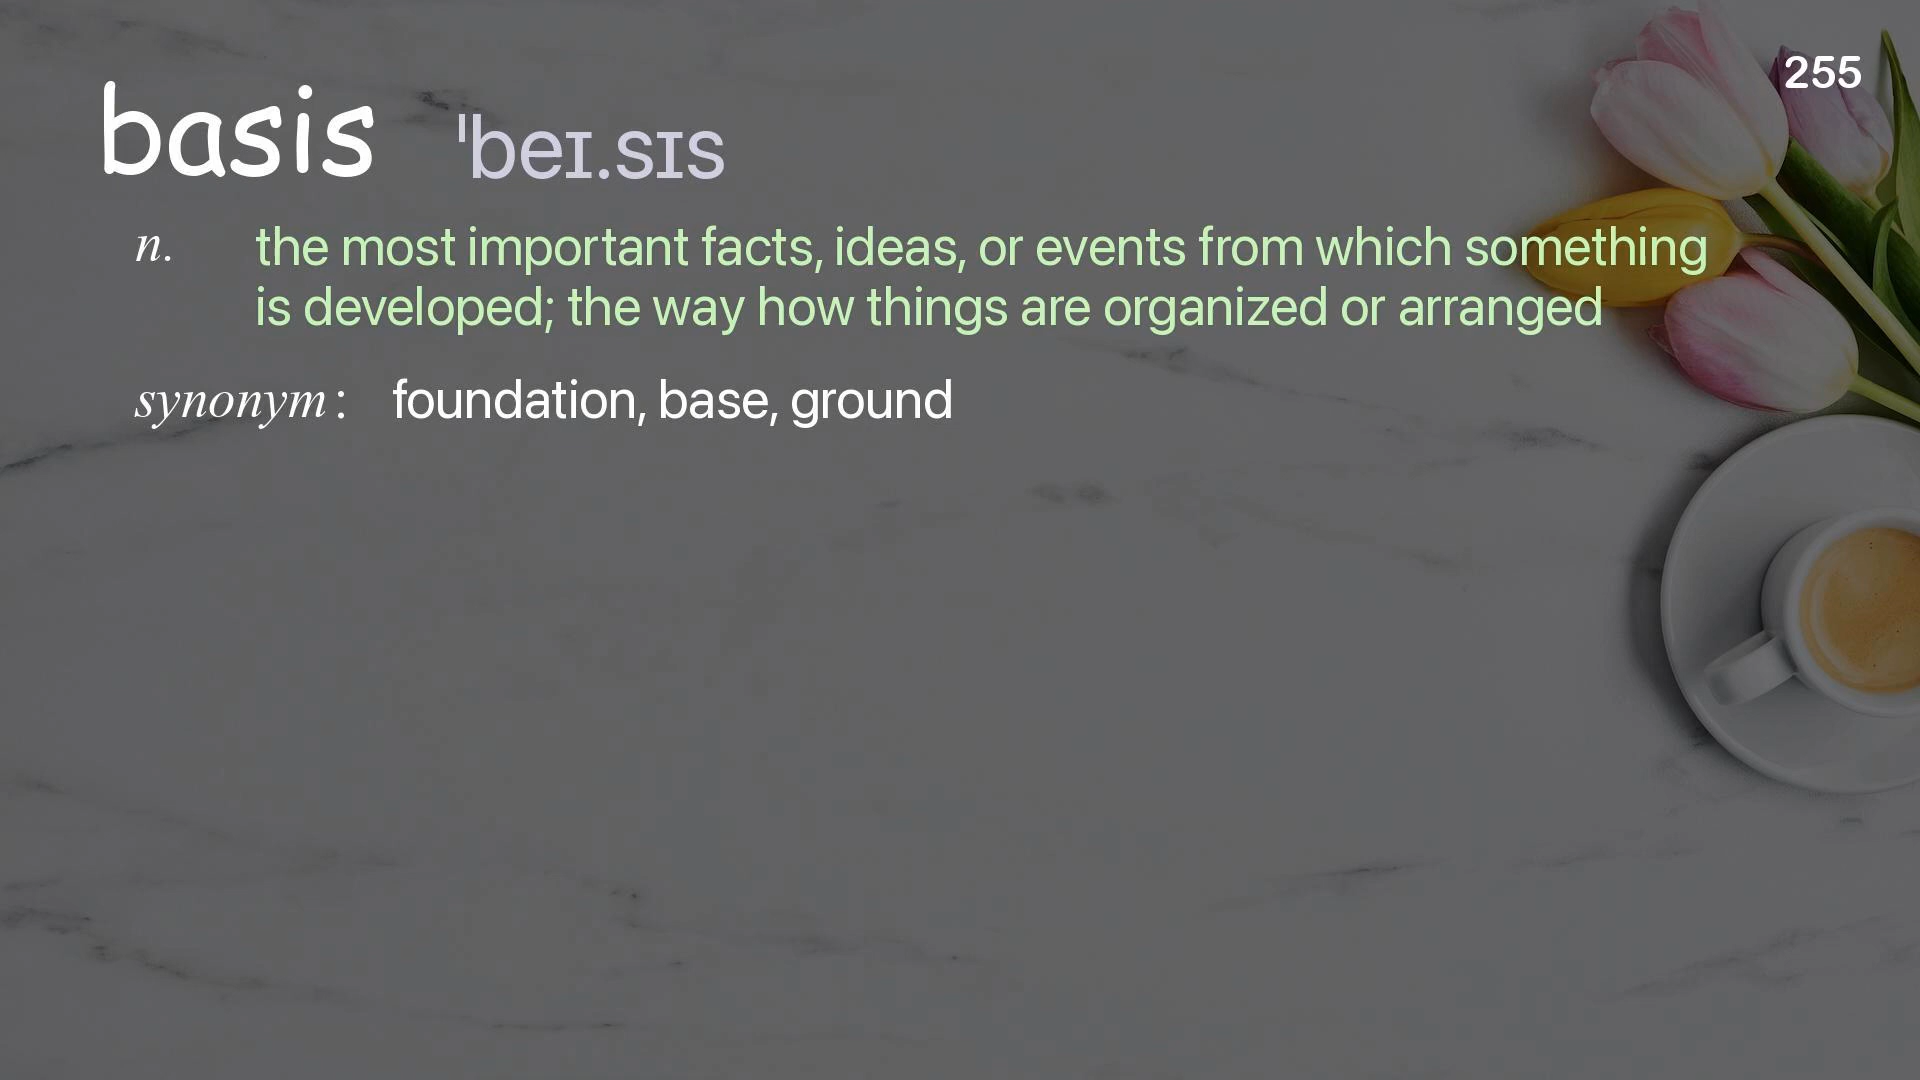 255
basis ˈbeɪ.sɪs
n. the most important facts, ideas, or events from which something
is developed; the way how things are organized or arranged
synonym: foundation, base, ground